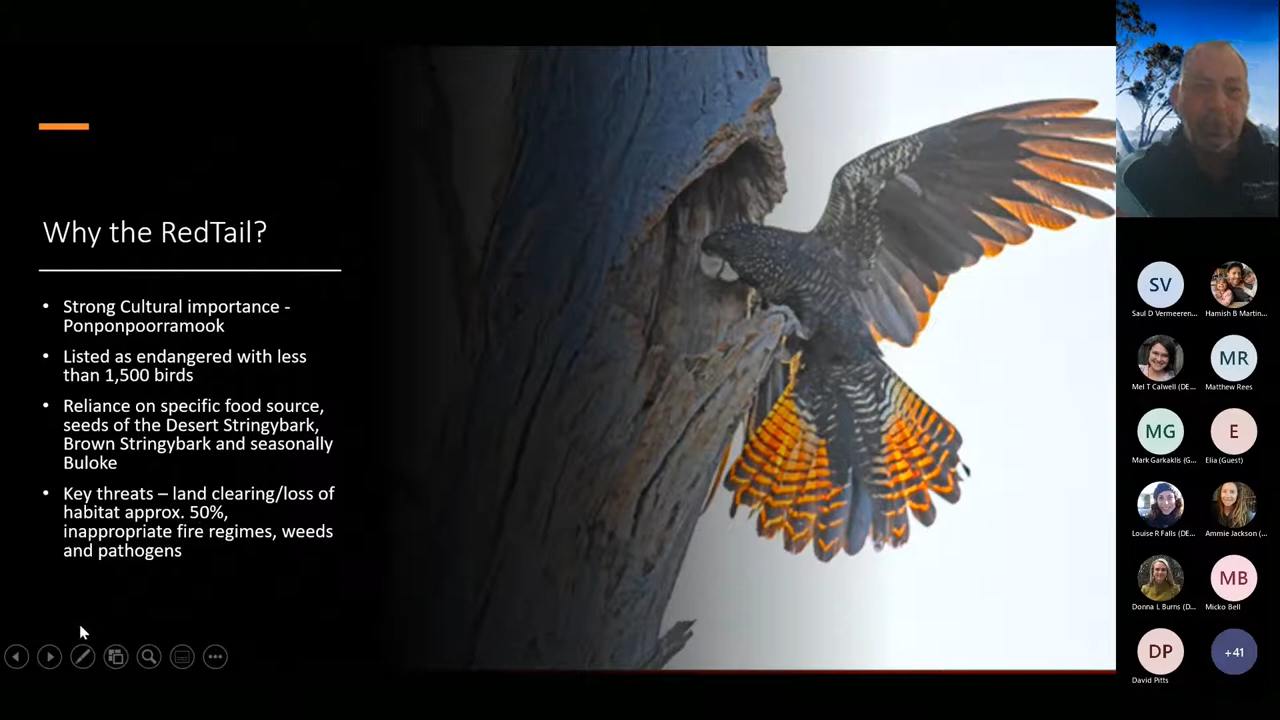 Why the RedTail?
• Strong Cultural importance -
Ponponpoorramook
• Listed as endangered with less
than 1,500 birds
• Reliance on specific food source,
seeds of the Desert Stringybark,
Brown Stringybark and seasonally
Buloke
• Key threats – land clearing/loss of
habitat approx. 50%,
inappropriate fire regimes, weeds
and pathogens
SV
Saul D Vermeeren...
Hamish B Martin...
Mel T Calwell (DE...
MR
Matthew Rees
MG
Mark Garkaklis (G...
E
Elia (Guest)
Louise R Falls (DE...
Ammie Jackson (...
Donna L Burns (D...
MB
Micko Bell
DP
David Pitts
+41